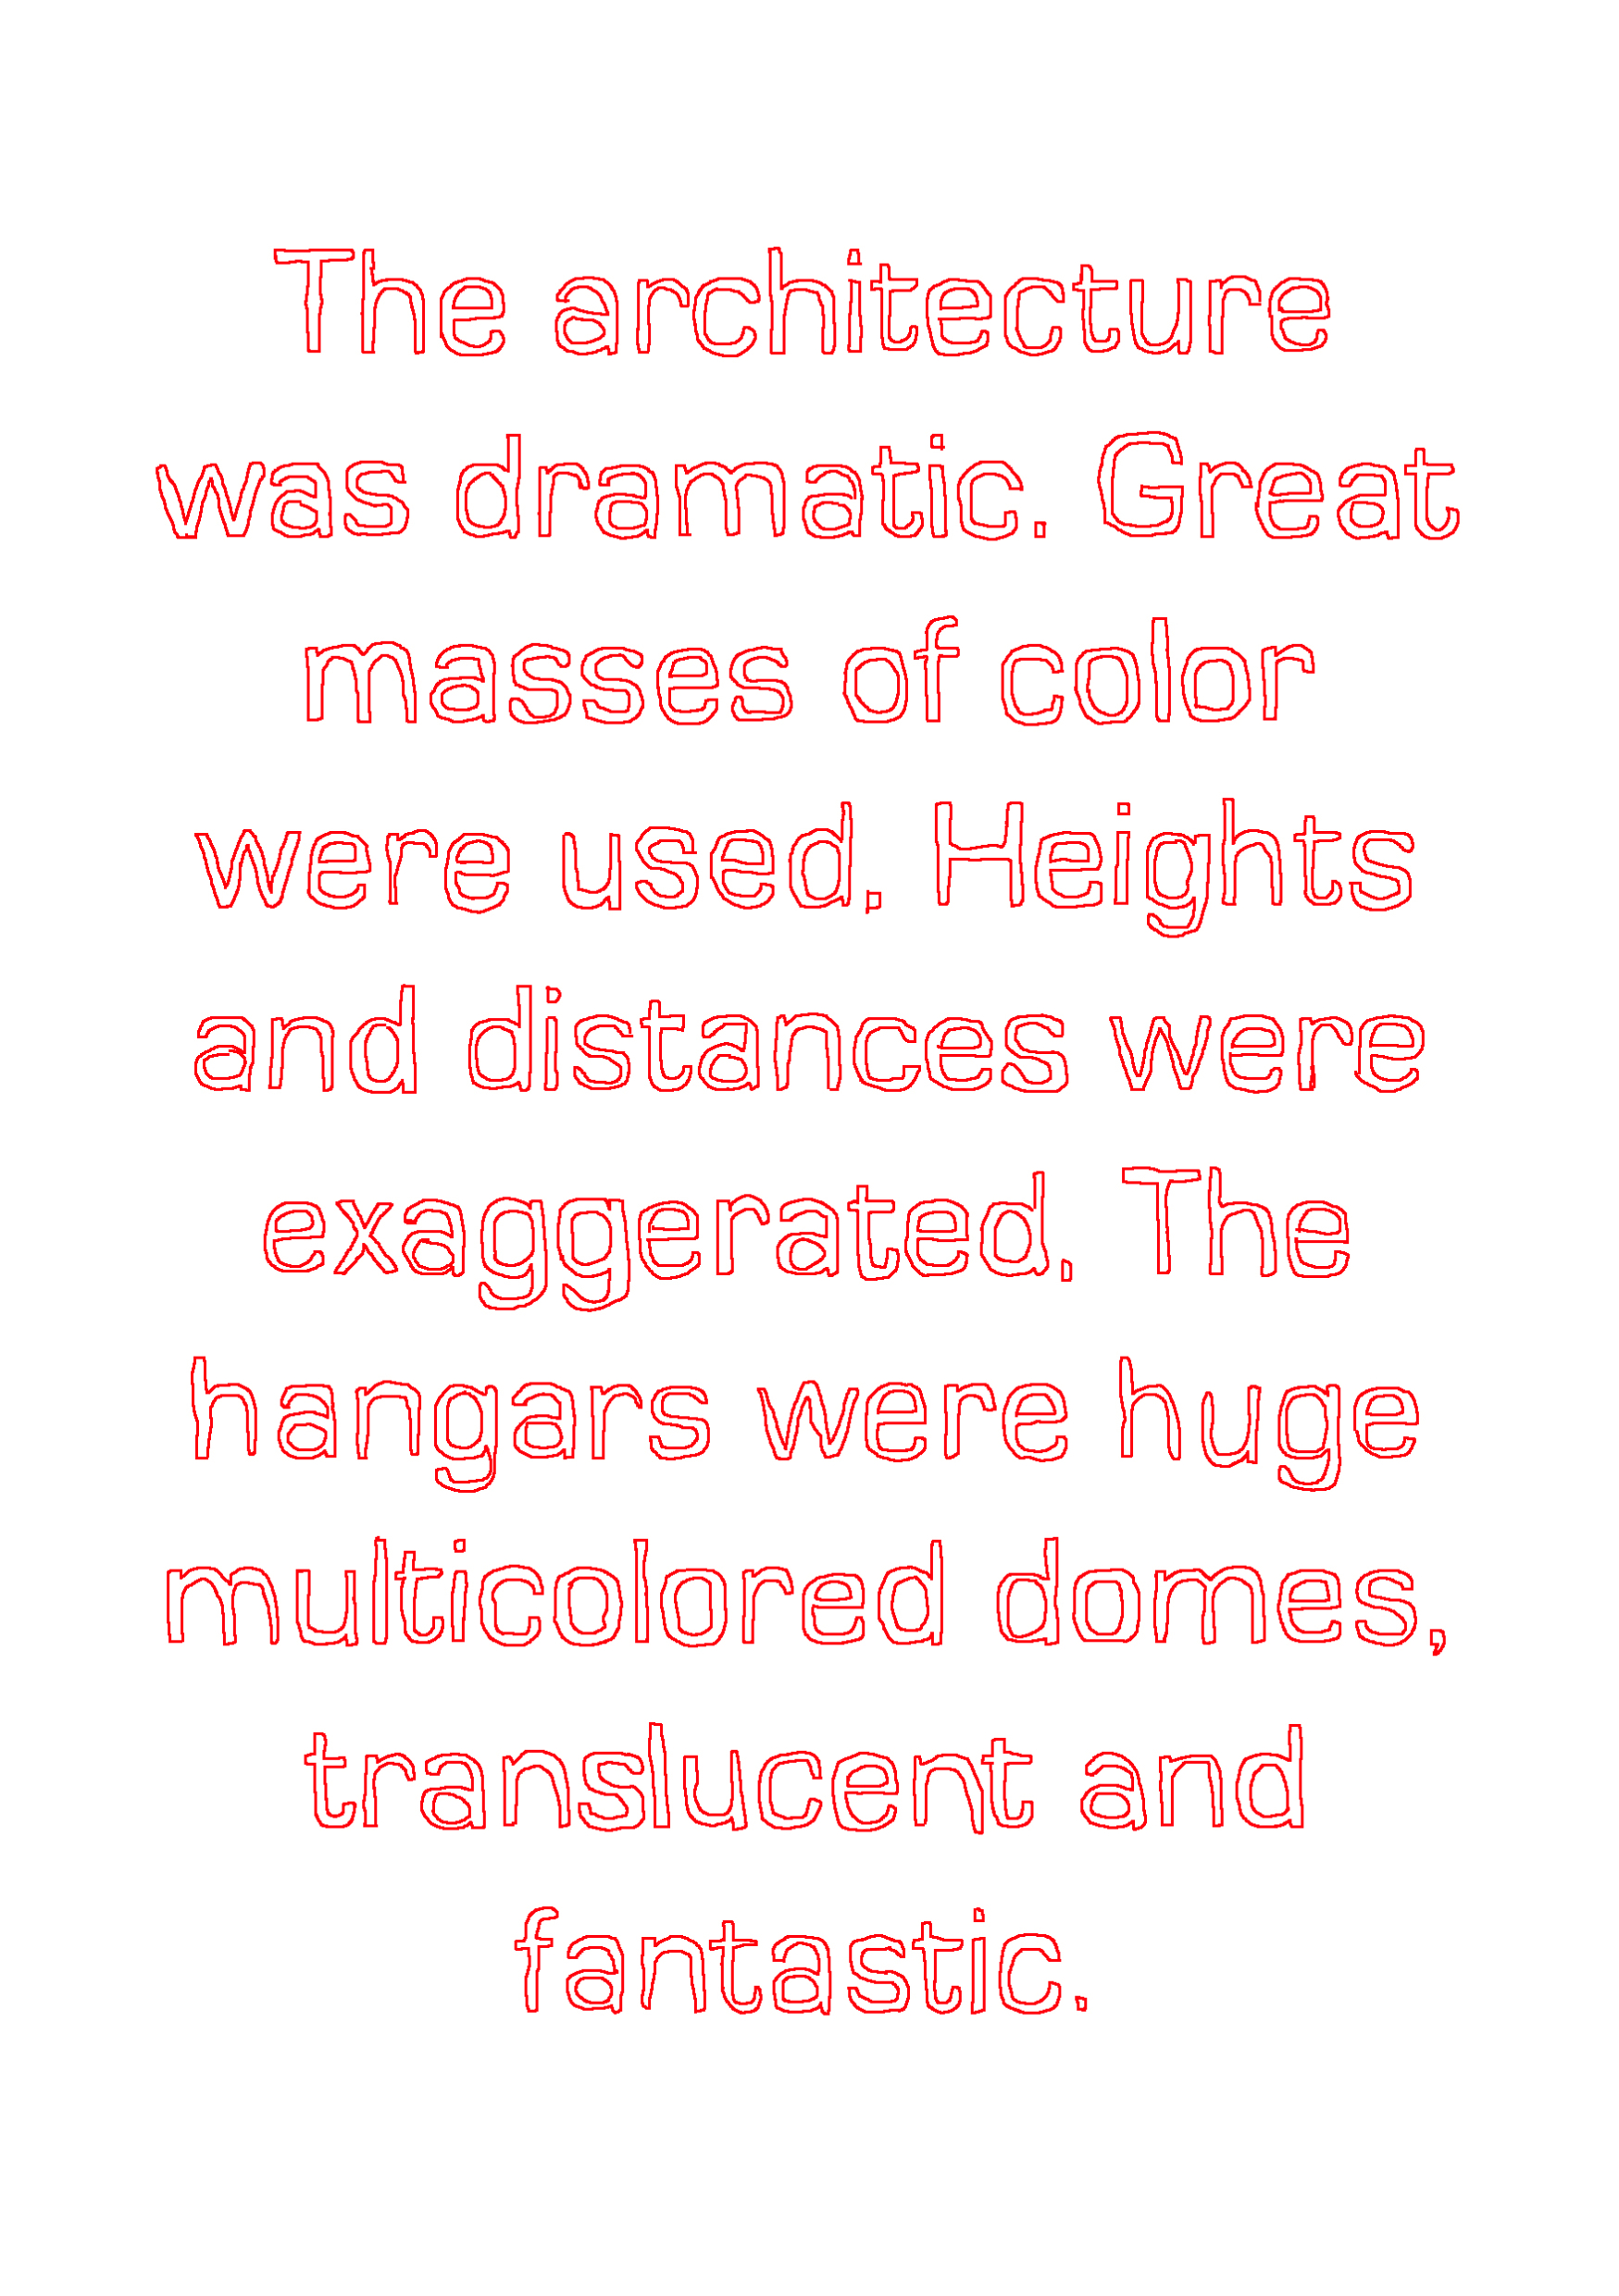 The architecture
was dramatic. Great
masses of color
were used. Heights
and distances were
exaggerated. The
hangars were huge
multicolored domes,
translucent and
fantastic.